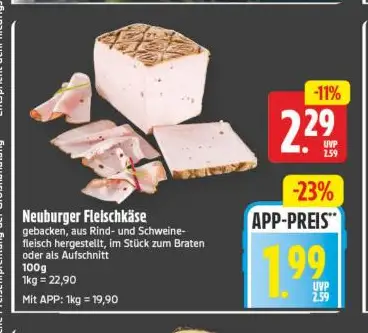 -11%
2.29
UVP
2.59
-23%
Neuburger Fleischkäse
gebacken, aus Rind- und Schweine-
fleisch hergestellt, im Stück zum Braten
oder als Aufschnitt
100g
1kg = 22,90
Mit APP: 1kg = 19,90
APP-PREIS**
1.99
UVP
2.59